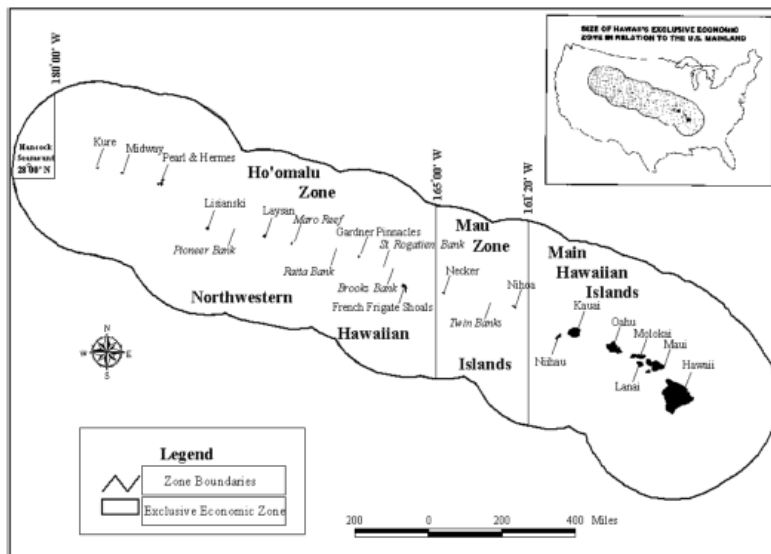 SIZE OF HAWAII'S EXCLUSIVE ECONOMIC
ZONE IN RELATION TO THE U.S. MAINLAND
180°00' W
Hancock
Seamount
28°00' N
Kure
Midway
Pearl & Hermes
Ho'omalu
Zone
165°00' W
161°20' W
Lisianski
Laysan
Maro Reef
Pioneer Bank
Gardner Pinnacles
St. Rogatien Bank
Raita Bank
Brooks Bank
French Frigate Shoals
Mau
Zone
Necker
Nihoa
Twin Banks
Main
Hawaiian
Islands
Kauai
Niihau
Oahu
Molokai
Maui
Lanai
Hawaii
Northwestern
Hawaiian
Islands
N
W
E
S
Legend
Zone Boundaries
Exclusive Economic Zone
200
0
200
400
Miles